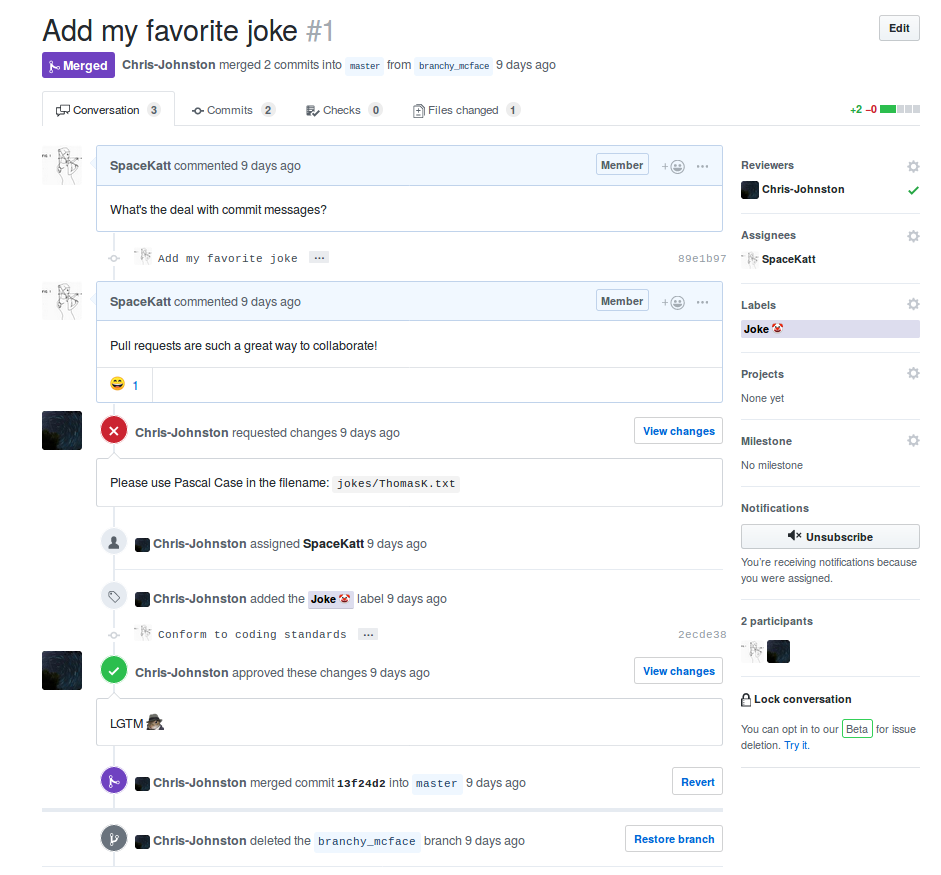 Add my favorite joke #1
Edit
Merged Chris-Johnston merged 2 commits into master from branchy_mcface 9 days ago
Conversation 3 Commits 2 Checks 0 Files changed 1 +2 −0
SpaceKatt commented 9 days ago Member
What's the deal with commit messages?
Add my favorite joke ... 89e1b97
SpaceKatt commented 9 days ago Member
Pull requests are such a great way to collaborate!
😄 1
Chris-Johnston requested changes 9 days ago View changes
Please use Pascal Case in the filename: jokes/ThomasK.txt
Chris-Johnston assigned SpaceKatt 9 days ago
Chris-Johnston added the Joke 🤡 label 9 days ago
Conform to coding standards ... 2ecde38
Chris-Johnston approved these changes 9 days ago View changes
LGTM
Chris-Johnston merged commit 13f24d2 into master 9 days ago Revert
Chris-Johnston deleted the branchy_mcface branch 9 days ago Restore branch
Reviewers
Chris-Johnston
Assignees
SpaceKatt
Labels
Joke 🤡
Projects
None yet
Milestone
No milestone
Notifications
Unsubscribe
You're receiving notifications because
you were assigned.
2 participants
Lock conversation
You can opt in to our Beta for issue
deletion. Try it.